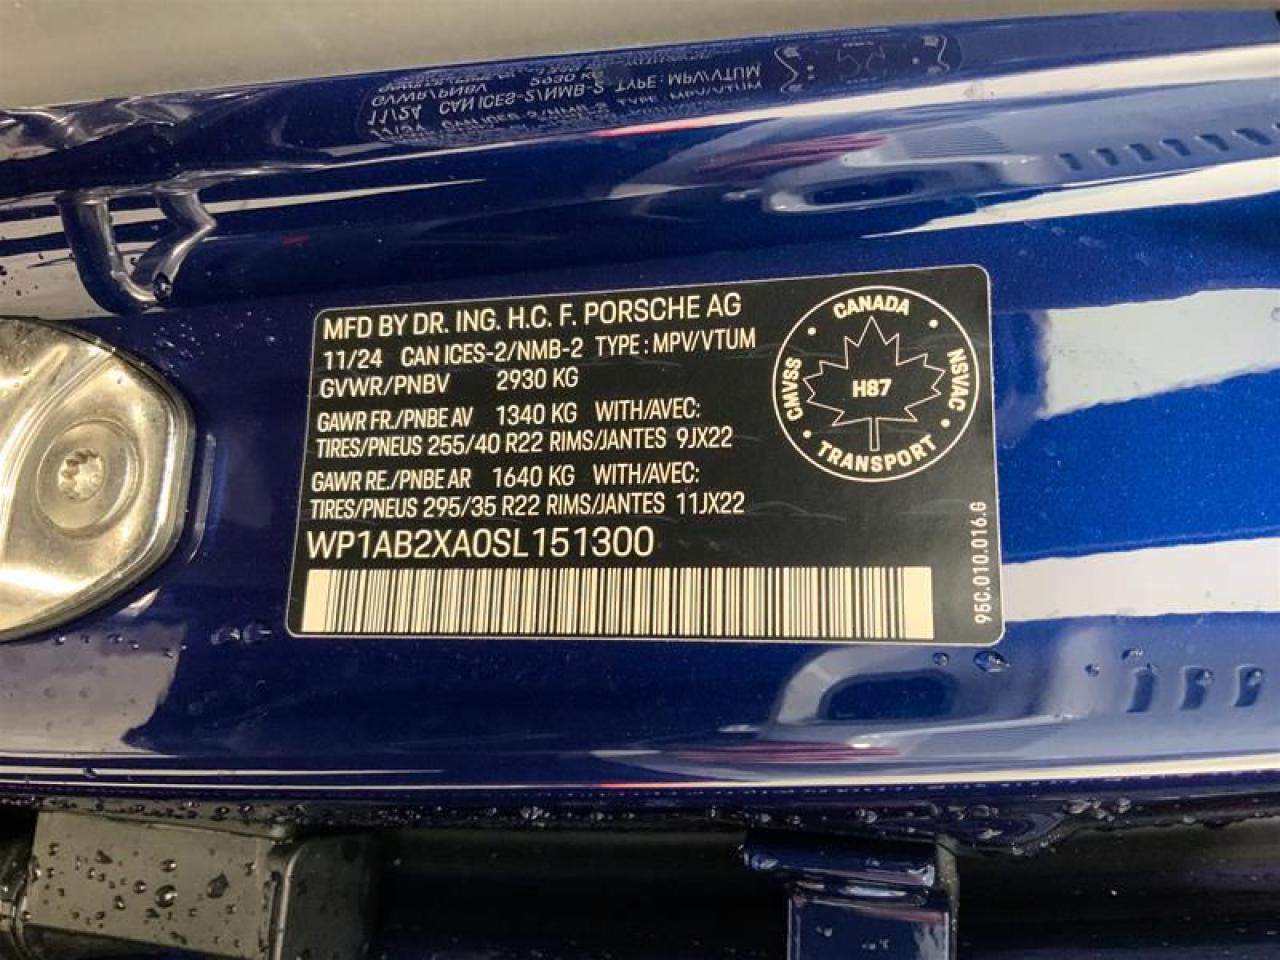 MFD BY DR. ING. H.C. F. PORSCHE AG
11/24 CAN ICES-2/NMB-2 TYPE : MPV/VTUM
GVWR/PNBV 2930 KG
GAWR FR./PNBE AV 1340 KG WITH/AVEC:
TIRES/PNEUS 255/40 R22 RIMS/JANTES 9JX22
GAWR RE./PNBE AR 1640 KG WITH/AVEC:
TIRES/PNEUS 295/35 R22 RIMS/JANTES 11JX22
WP1AB2XA0SL151300
CANADA
CMVSS
NSVAC
H87
TRANSPORT
95C.010.016.G